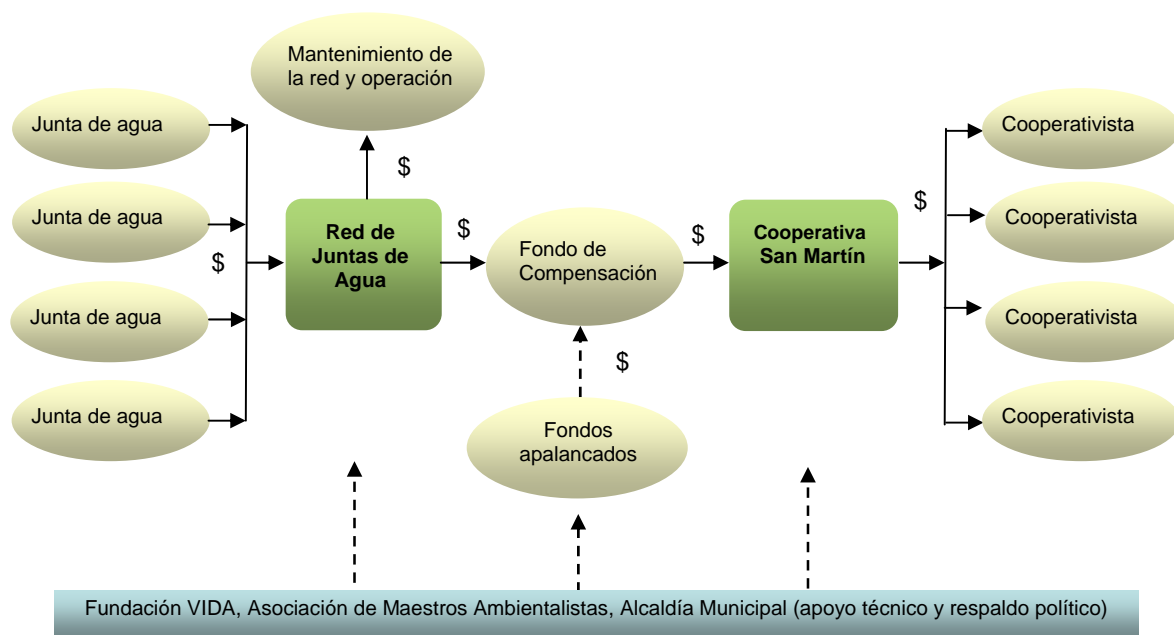 Mantenimiento de
la red y operación
$
Junta de agua
Junta de agua
Junta de agua
Junta de agua
$
Red de
Juntas de
Agua
$
Fondo de
Compensación
$
Fondos
apalancados
$
Cooperativa
San Martín
$
Cooperativista
Cooperativista
Cooperativista
Cooperativista
Fundación VIDA, Asociación de Maestros Ambientalistas, Alcaldía Municipal (apoyo técnico y respaldo político)